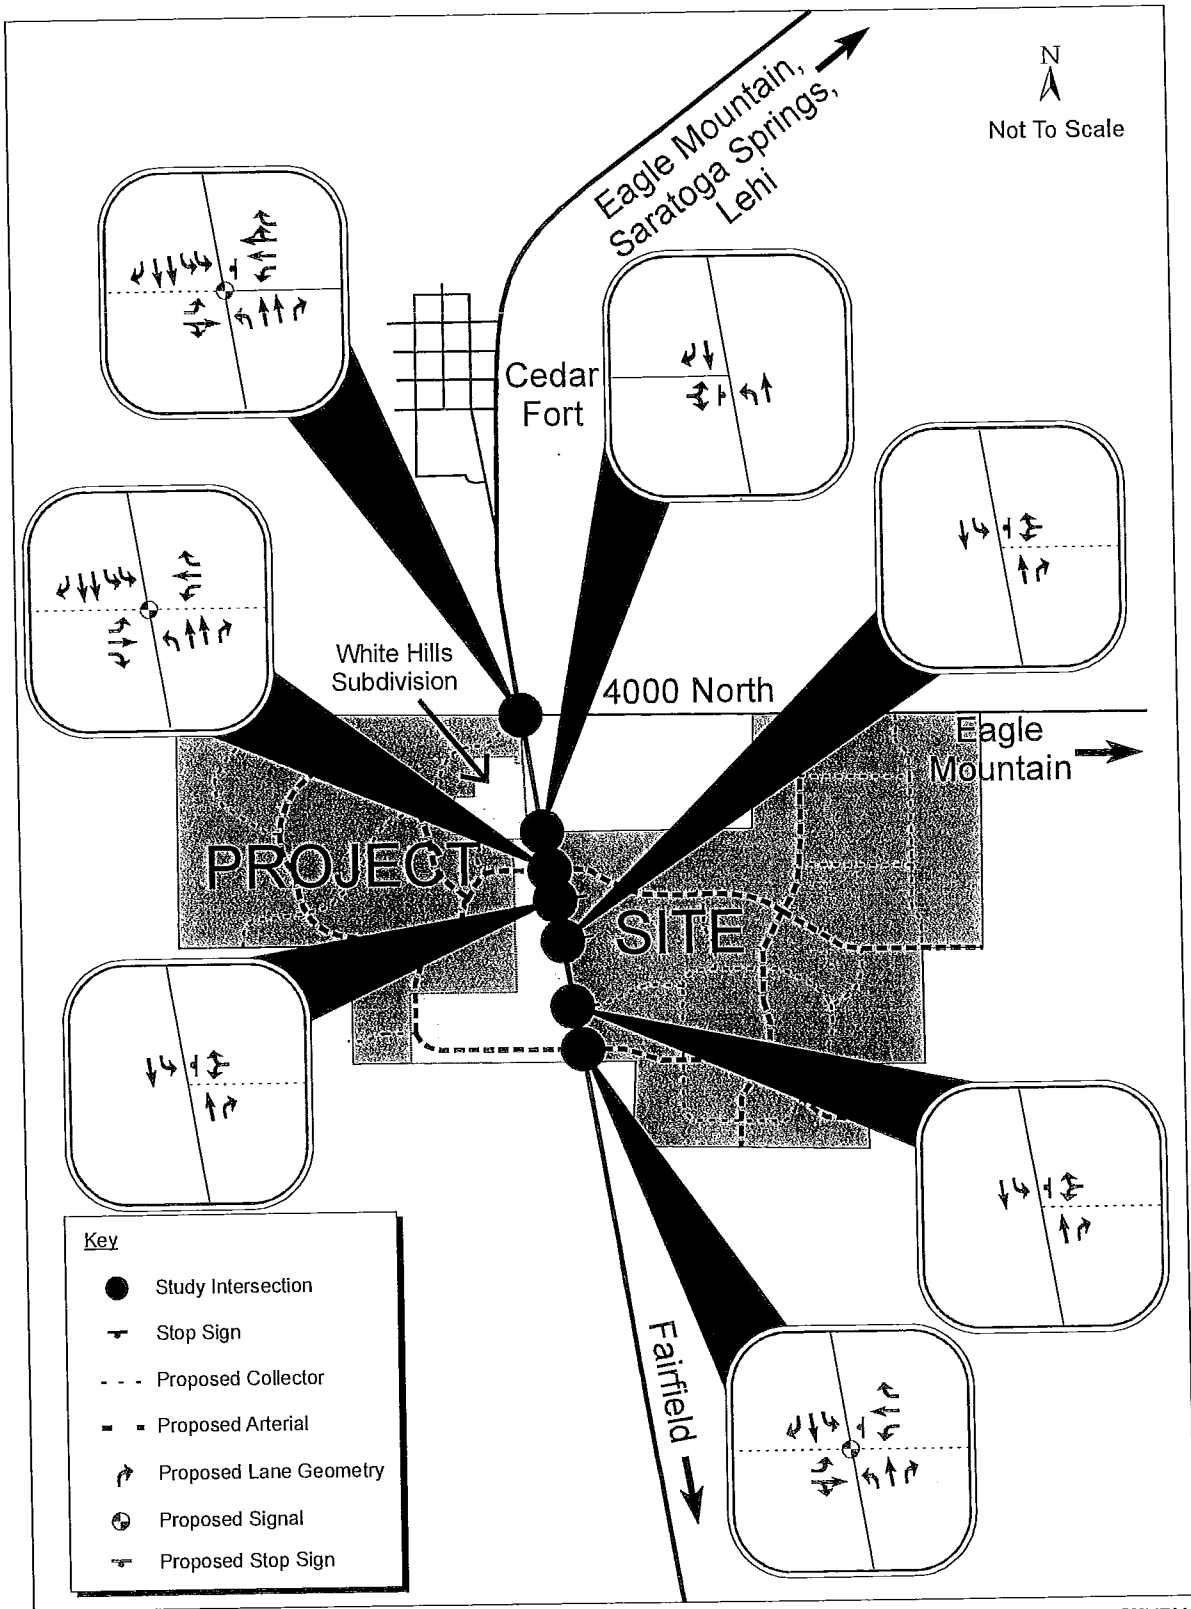 N
Not To Scale
Eagle Mountain,
Saratoga Springs,
Lehi
Cedar
Fort
White Hills
Subdivision
4000 North
Eagle
Mountain
PROJECT
SITE
Fairfield
Key
Study Intersection
Stop Sign
Proposed Collector
Proposed Arterial
Proposed Lane Geometry
Proposed Signal
Proposed Stop Sign